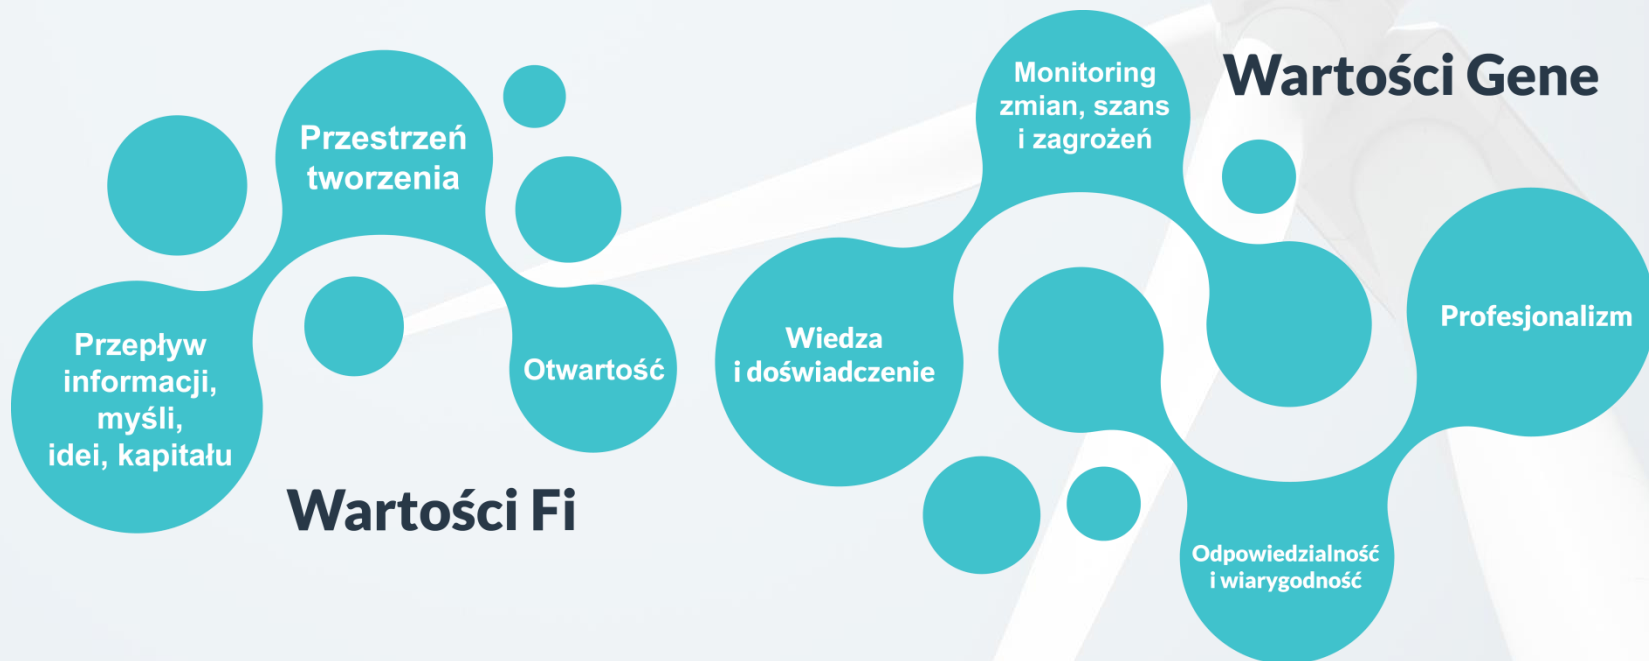 Przestrzeń
tworzenia
Przepływ
informacji,
myśli,
idei, kapitału
Otwartość
Wartości Fi
Wartości Gene
Monitoring
zmian, szans
i zagrożeń
Wiedza
i doświadczenie
Profesjonalizm
Odpowiedzialność
i wiarygodność